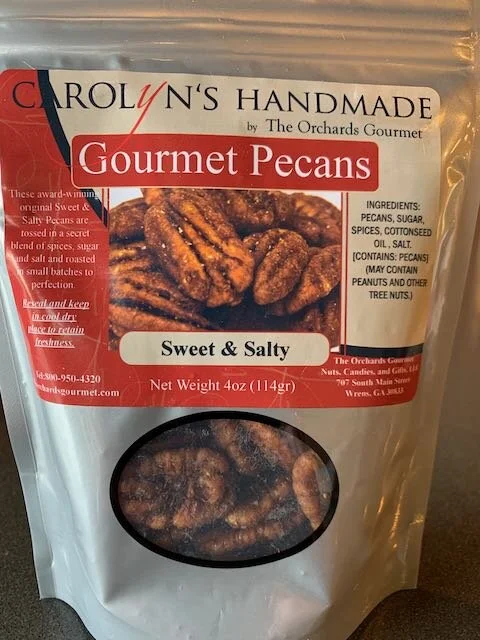 CAROLYN'S HANDMADE
by The Orchards Gourmet
Gourmet Pecans
These award-winning
original Sweet &
Salty Pecans are
tossed in a secret
blend of spices, sugar
and salt and roasted
in small batches to
perfection.
Reseal and keep
in cool dry
place to retain
freshness.
INGREDIENTS:
PECANS, SUGAR,
SPICES, COTTONSEED
OIL, SALT.
[CONTAINS: PECANS]
(MAY CONTAIN
PEANUTS AND OTHER
TREE NUTS.)
Sweet & Salty
Net Weight 4oz (114gr)
Tel:800-950-4320
The Orchards Gourmet
Nuts, Candies, and Gifts, LLC
707 South Main Street
Wrens, GA 30833